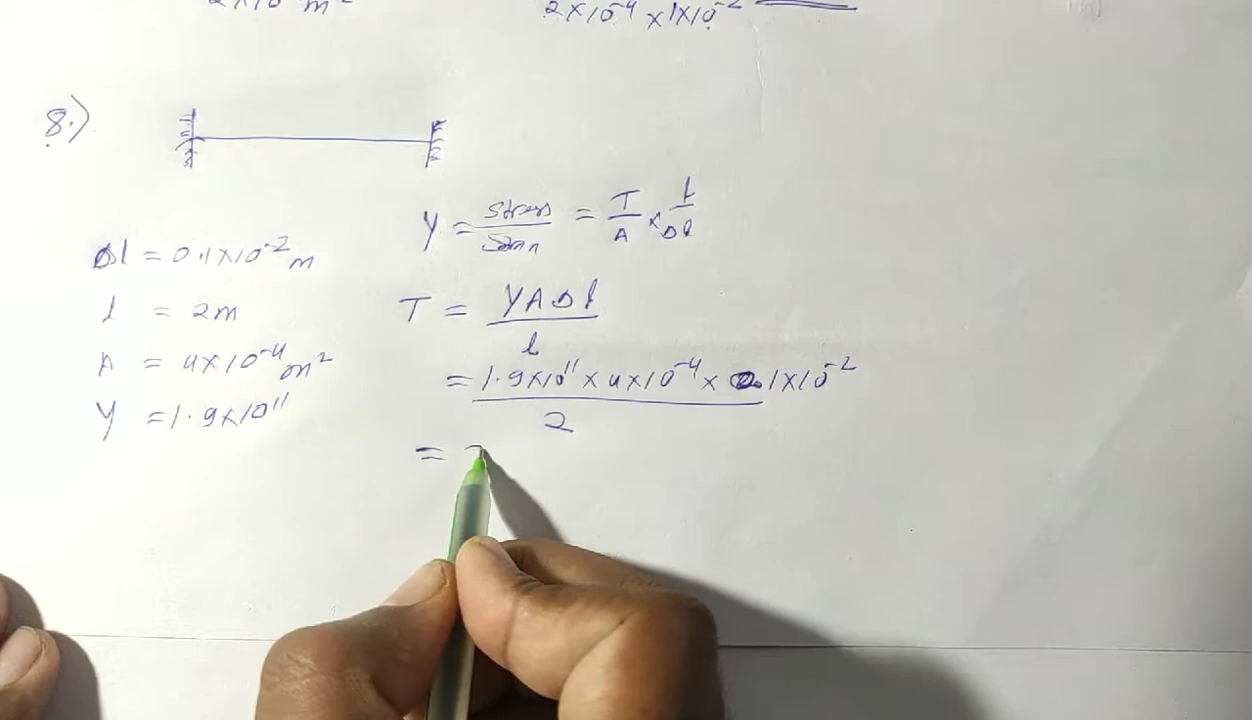 2×10⁻⁴×1×10⁻²
8.)
Y = Stress/Strain = T/A × l/Δl
Δl = 0.1×10⁻² m
l = 2m
T = YAΔl/l
A = 4×10⁻⁴ m²
= 1.9×10¹¹ × 4×10⁻⁴ × 0.1×10⁻²/2
Y = 1.9×10¹¹
=